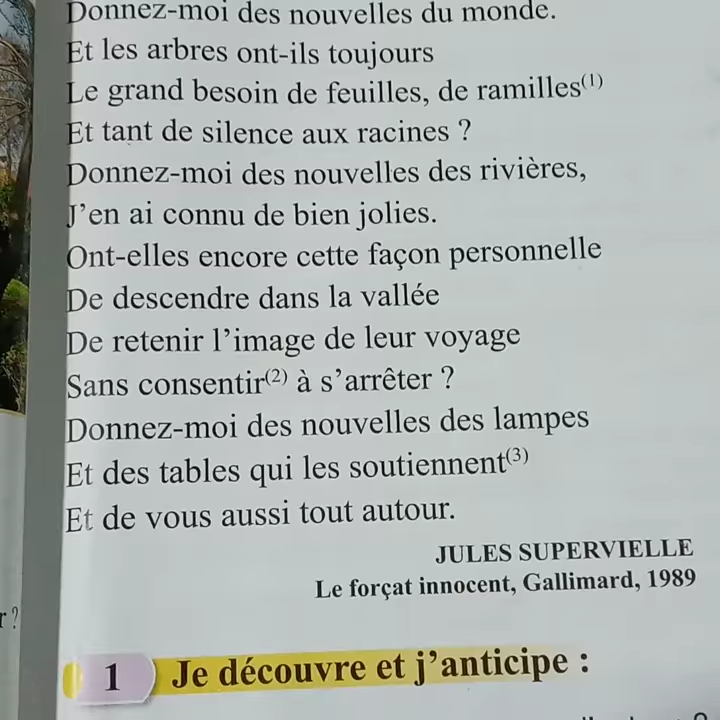 Donnez-moi des nouvelles du monde.
Et les arbres ont-ils toujours
Le grand besoin de feuilles, de ramilles⁽¹⁾
Et tant de silence aux racines ?
Donnez-moi des nouvelles des rivières,
J’en ai connu de bien jolies.
Ont-elles encore cette façon personnelle
De descendre dans la vallée
De retenir l’image de leur voyage
Sans consentir⁽²⁾ à s’arrêter ?
Donnez-moi des nouvelles des lampes
Et des tables qui les soutiennent⁽³⁾
Et de vous aussi tout autour.
JULES SUPERVIELLE
Le forçat innocent, Gallimard, 1989
r ?
1 Je découvre et j’anticipe :